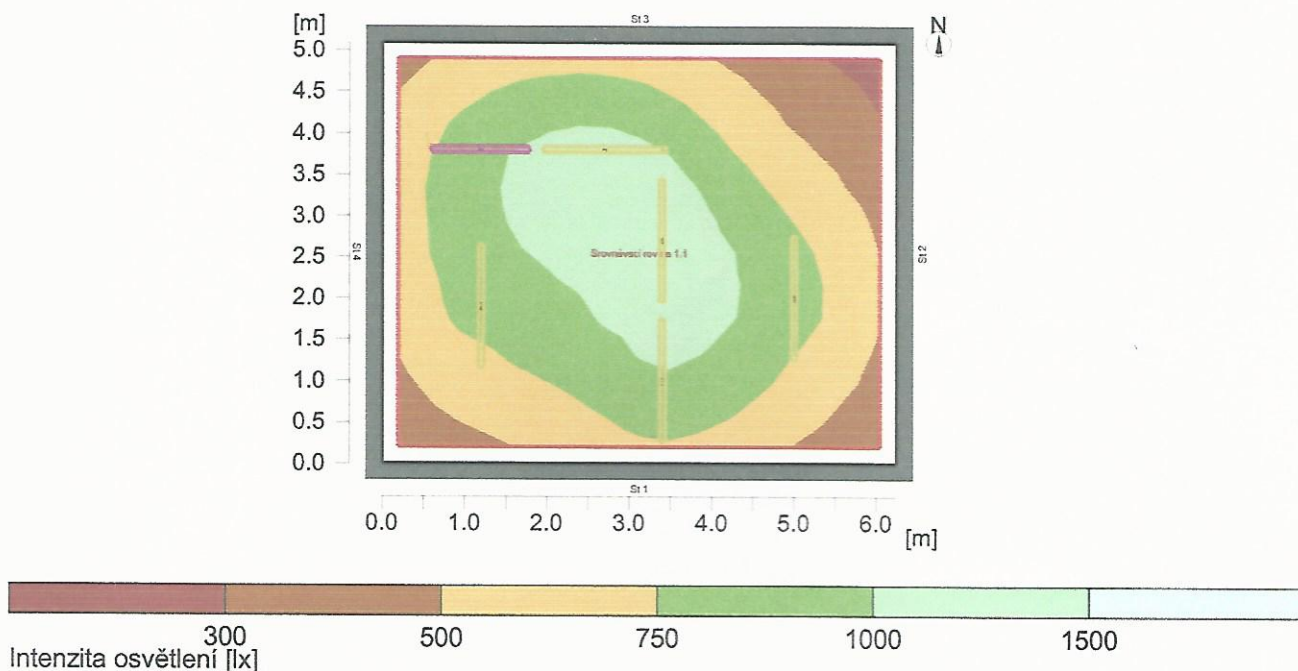 [m]
St 3
N
5.0
4.5
4.0
3.5
3.0
2.5
2.0
1.5
1.0
0.5
0.0
St 4
Srovnávací rovina 1.1
St 2
St 1
0.0 1.0 2.0 3.0 4.0 5.0 6.0
[m]
300 500 750 1000 1500
Intenzita osvětlení [lx]